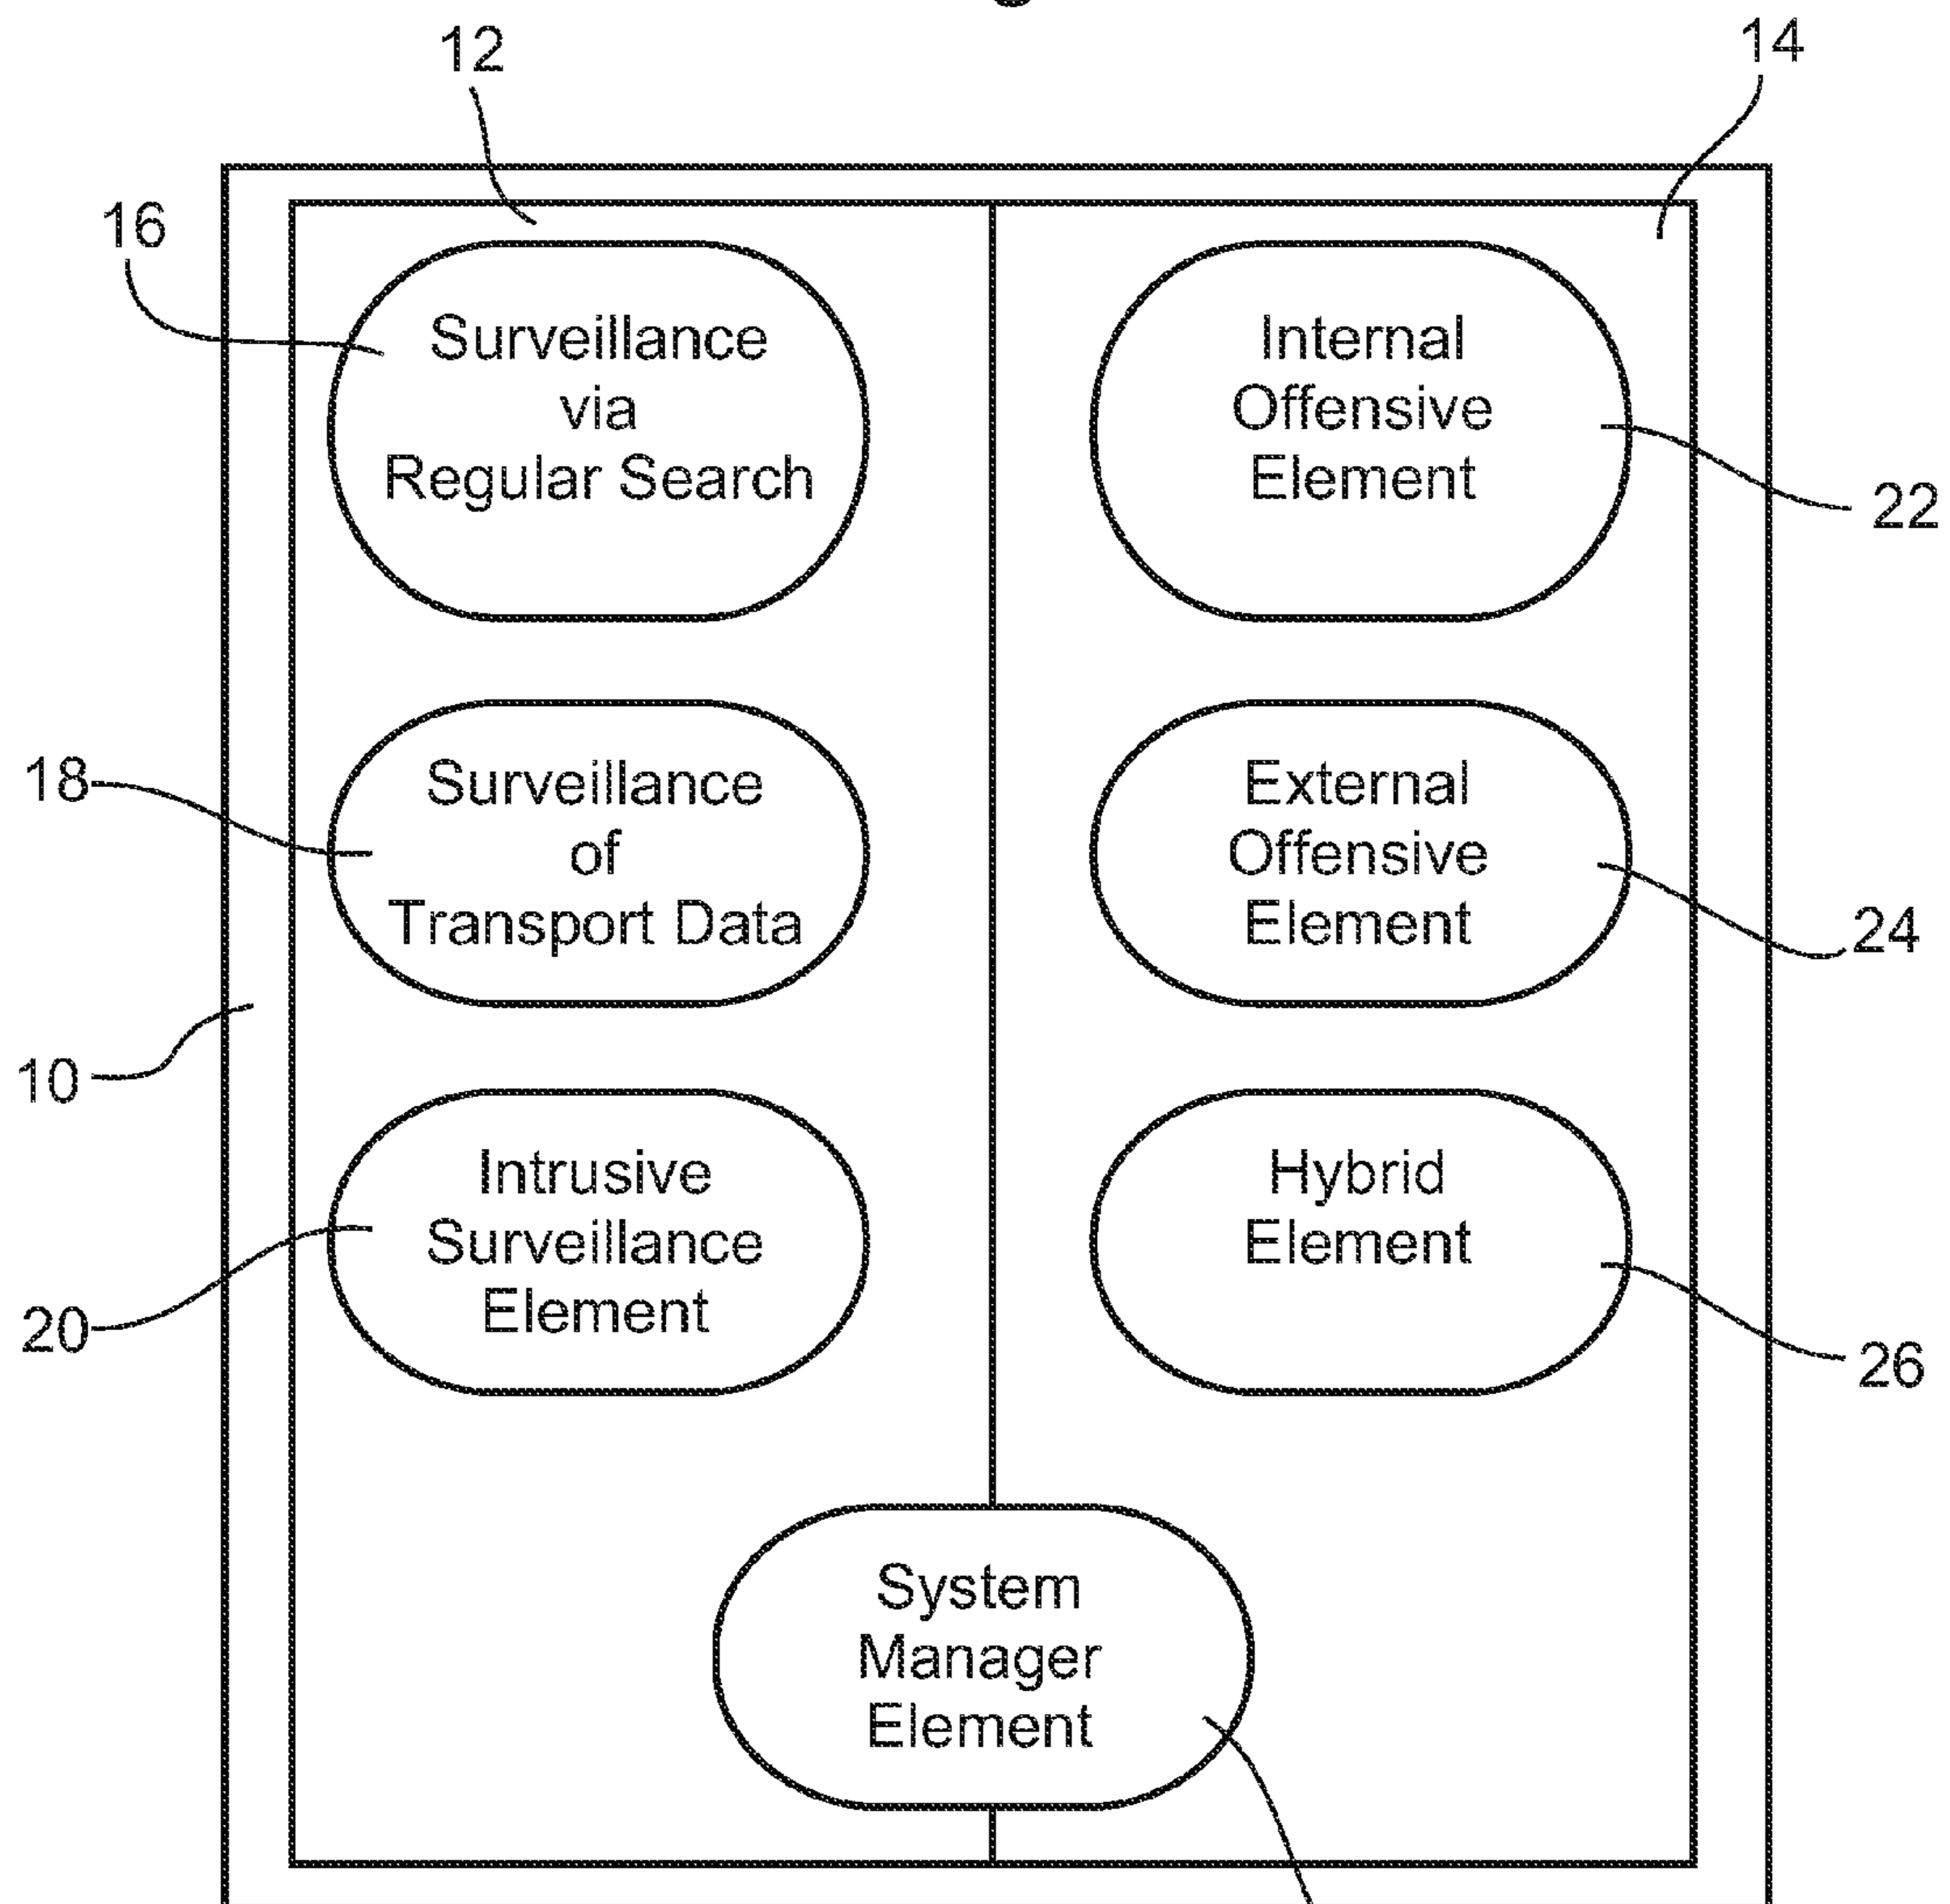 12
14
16
Surveillance
via
Regular Search
Internal
Offensive
Element
22
18
Surveillance
of
Transport Data
External
Offensive
Element
24
10
Intrusive
Surveillance
Element
Hybrid
Element
20
26
System
Manager
Element